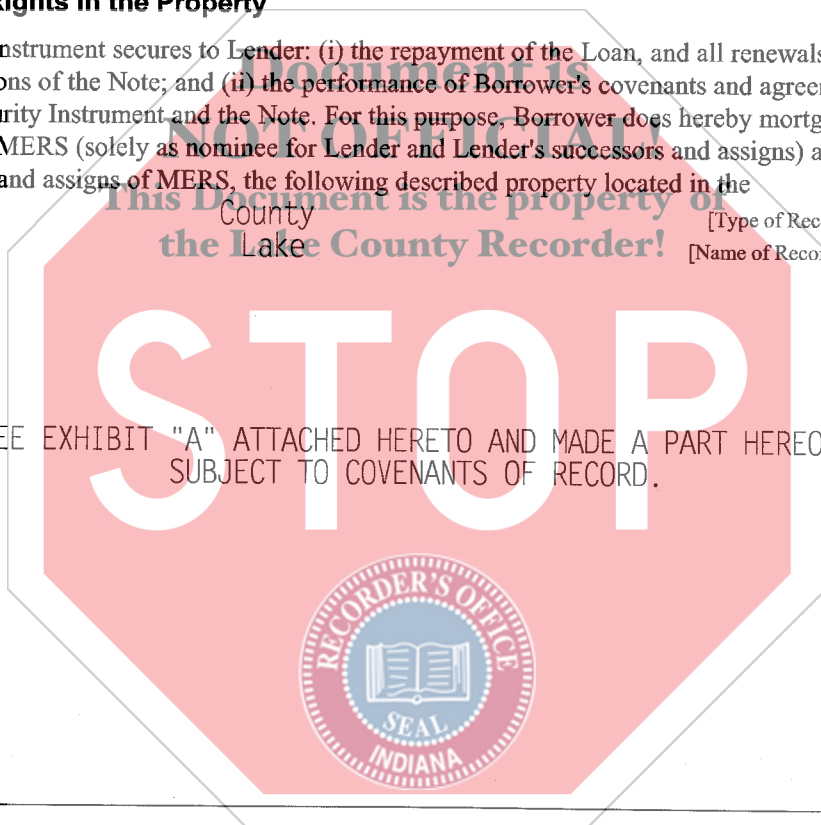 Rights in the Property
nstrument secures to Lender: (i) the repayment of the Loan, and all renewals
ons of the Note; and (ii) the performance of Borrower's covenants and agree
rity Instrument and the Note. For this purpose, Borrower does hereby mortg
MERS (solely as nominee for Lender and Lender's successors and assigns) a
and assigns of MERS, the following described property located in the
County [Type of Rec
Lake [Name of Reco
Document is
NOT OFFICIAL!
This Document is the property of
the Lake County Recorder!
STOP
EE EXHIBIT "A" ATTACHED HERETO AND MADE A PART HEREO
SUBJECT TO COVENANTS OF RECORD.
RECORDER'S OFFICE
SEAL
INDIANA